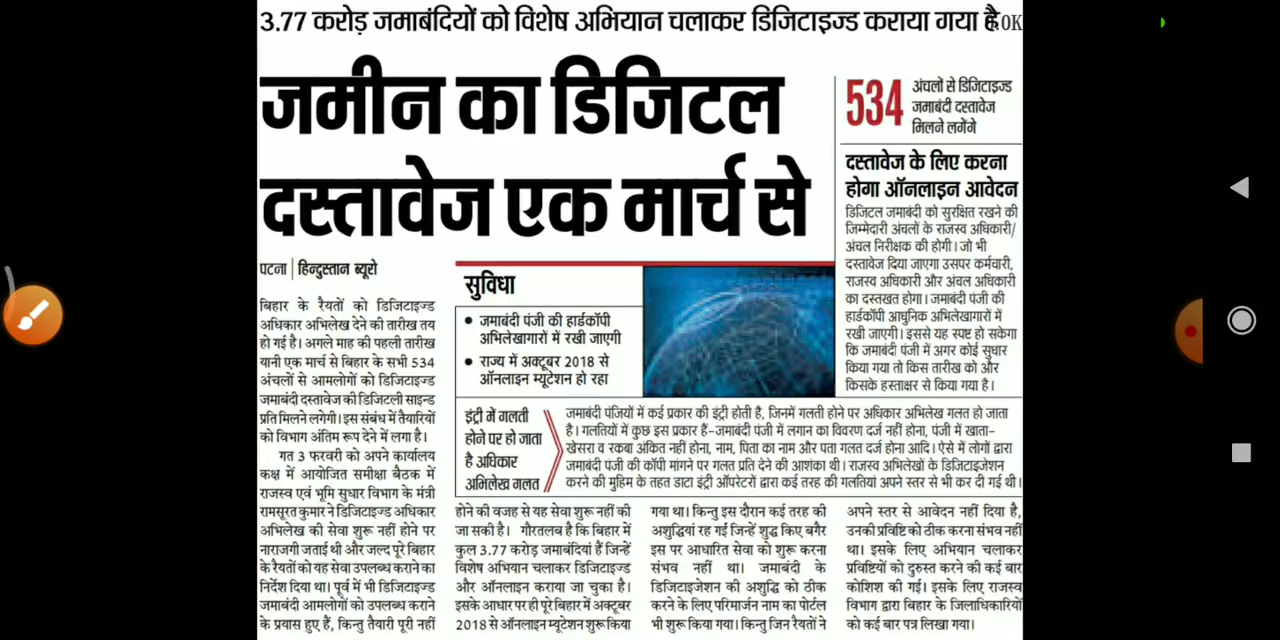 3.77 करोड़ जमाबंदियों को विशेष अभियान चलाकर डिजिटाइज्ड कराया गया है
जमीन का डिजिटल
दस्तावेज एक मार्च से
534
अंचलों से डिजिटाइज्ड
जमाबंदी दस्तावेज
मिलने लगेंगे
दस्तावेज के लिए करना
होगा ऑनलाइन आवेदन
डिजिटल जमाबंदी को सुरक्षित रखने की
जिम्मेदारी अंचलों के राजस्व अधिकारी/
अंचल निरीक्षक की होगी। जो भी
दस्तावेज दिया जाएगा उसपर कर्मचारी,
राजस्व अधिकारी और अंचल अधिकारी
का दस्तखत होगा। जमाबंदी पंजी की
हार्डकॉपी आधुनिक अभिलेखागारों में
रखी जाएगी। इससे यह स्पष्ट हो सकेगा
कि जमाबंदी पंजी में अगर कोई सुधार
किया गया तो किस तारीख को और
किसके हस्ताक्षर से किया गया है।
पटना | हिन्दुस्तान ब्यूरो
बिहार के रैयतों को डिजिटाइज्ड
अधिकार अभिलेख देने की तारीख तय
हो गई है। अगले माह की पहली तारीख
यानी एक मार्च से बिहार के सभी 534
अंचलों से आमलोगों को डिजिटाइज्ड
जमाबंदी दस्तावेज की डिजिटली साइन्ड
प्रति मिलने लगेगी। इस संबंध में तैयारियों
को विभाग अंतिम रूप देने में लगा है।
गत 3 फरवरी को अपने कार्यालय
कक्ष में आयोजित समीक्षा बैठक में
राजस्व एवं भूमि सुधार विभाग के मंत्री
रामसूरत कुमार ने डिजिटाइज्ड अधिकार
अभिलेख की सेवा शुरू नहीं होने पर
नाराजगी जताई थी और जल्द पूरे बिहार
के रैयतों को यह सेवा उपलब्ध कराने का
निर्देश दिया था। पूर्व में भी डिजिटाइज्ड
जमाबंदी आमलोगों को उपलब्ध कराने
के प्रयास हुए हैं, किन्तु तैयारी पूरी नहीं
सुविधा
● जमाबंदी पंजी की हार्डकॉपी
अभिलेखागारों में रखी जाएगी
● राज्य में अक्टूबर 2018 से
ऑनलाइन म्यूटेशन हो रहा
इंट्री में गलती
होने पर हो जाता
है अधिकार
अभिलेख गलत
जमाबंदी पंजियों में कई प्रकार की इंट्री होती है, जिनमें गलती होने पर अधिकार अभिलेख गलत हो जाता
है। गलतियों में कुछ इस प्रकार हैं-जमाबंदी पंजी में लगान का विवरण दर्ज नहीं होना, पंजी में खाता-
खेसरा व रकबा अंकित नहीं होना, नाम, पिता का नाम और पता गलत दर्ज होना आदि। ऐसे में लोगों द्वारा
जमाबंदी पंजी की कॉपी मांगने पर गलत प्रति देने की आशंका थी। राजस्व अभिलेखों के डिजिटाइजेशन
करने की मुहिम के तहत डाटा इंट्री ऑपरेटरों द्वारा कई तरह की गलतियां अपने स्तर से भी कर दी गई थी।
होने की वजह से यह सेवा शुरू नहीं की
जा सकी है। गौरतलब है कि बिहार में
कुल 3.77 करोड़ जमाबंदियां हैं जिन्हें
विशेष अभियान चलाकर डिजिटाइज्ड
और ऑनलाइन कराया जा चुका है।
इसके आधार पर ही पूरे बिहार में अक्टूबर
2018 से ऑनलाइन म्यूटेशन शुरू किया
गया था। किन्तु इस दौरान कई तरह की
अशुद्धियां रह गईं जिन्हें शुद्ध किए बगैर
इस पर आधारित सेवा को शुरू करना
संभव नहीं था। जमाबंदी के
डिजिटाइजेशन की अशुद्धि को ठीक
करने के लिए परिमार्जन नाम का पोर्टल
भी शुरू किया गया। किन्तु जिन रैयतों ने
अपने स्तर से आवेदन नहीं दिया है,
उनकी प्रविष्टि को ठीक करना संभव नहीं
था। इसके लिए अभियान चलाकर
प्रविष्टियों को दुरुस्त करने की कई बार
कोशिश की गई। इसके लिए राजस्व
विभाग द्वारा बिहार के जिलाधिकारियों
को कई बार पत्र लिखा गया।